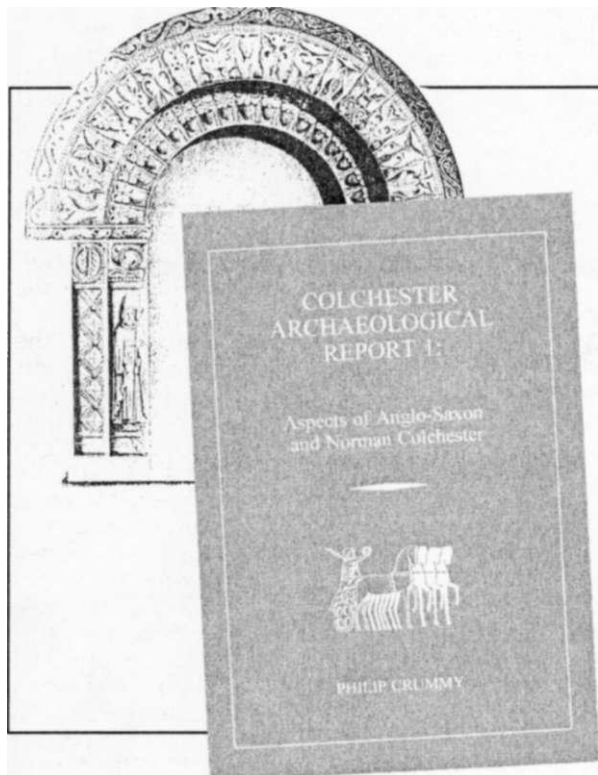 COLCHESTER
ARCHAEOLOGICAL
REPORT 1:
Aspects of Anglo-Saxon
and Norman Colchester
PHILIP CRUMMY